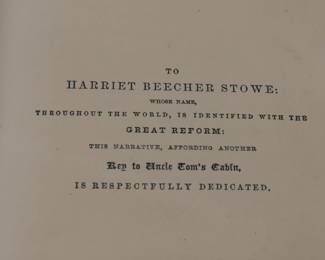 TO
HARRIET BEECHER STOWE:
WHOSE NAME,
THROUGHOUT THE WORLD, IS IDENTIFIED WITH THE
GREAT REFORM:
THIS NARRATIVE, AFFORDING ANOTHER
Key to Uncle Tom's Cabin,
IS RESPECTFULLY DEDICATED.